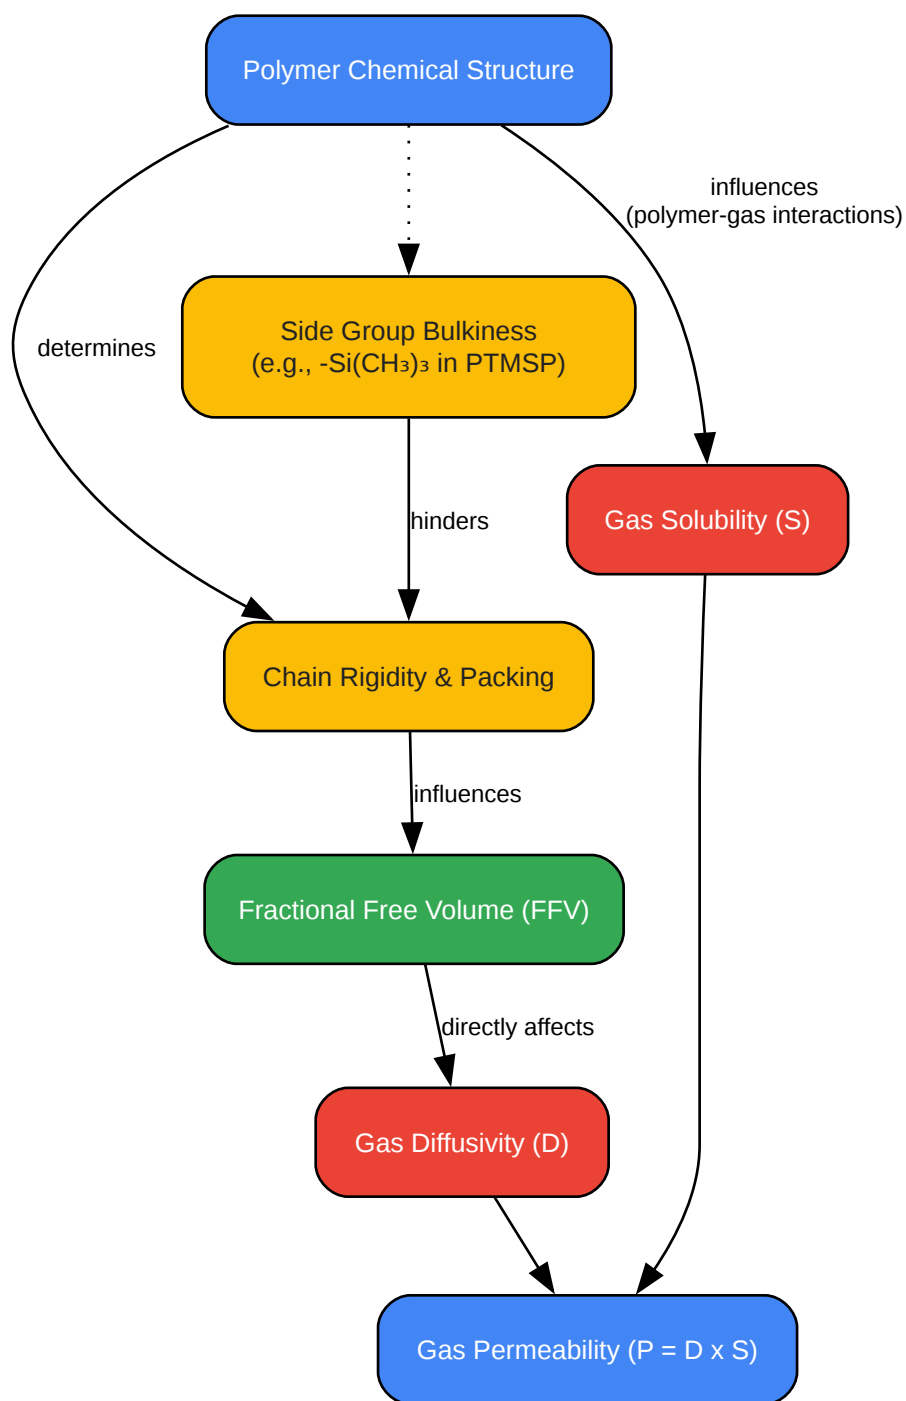 Polymer Chemical Structure
influences
(polymer-gas interactions)
Side Group Bulkiness
(e.g., -Si(CH₃)₃ in PTMSP)
determines
Gas Solubility (S)
hinders
Chain Rigidity & Packing
influences
Fractional Free Volume (FFV)
directly affects
Gas Diffusivity (D)
Gas Permeability (P = D x S)